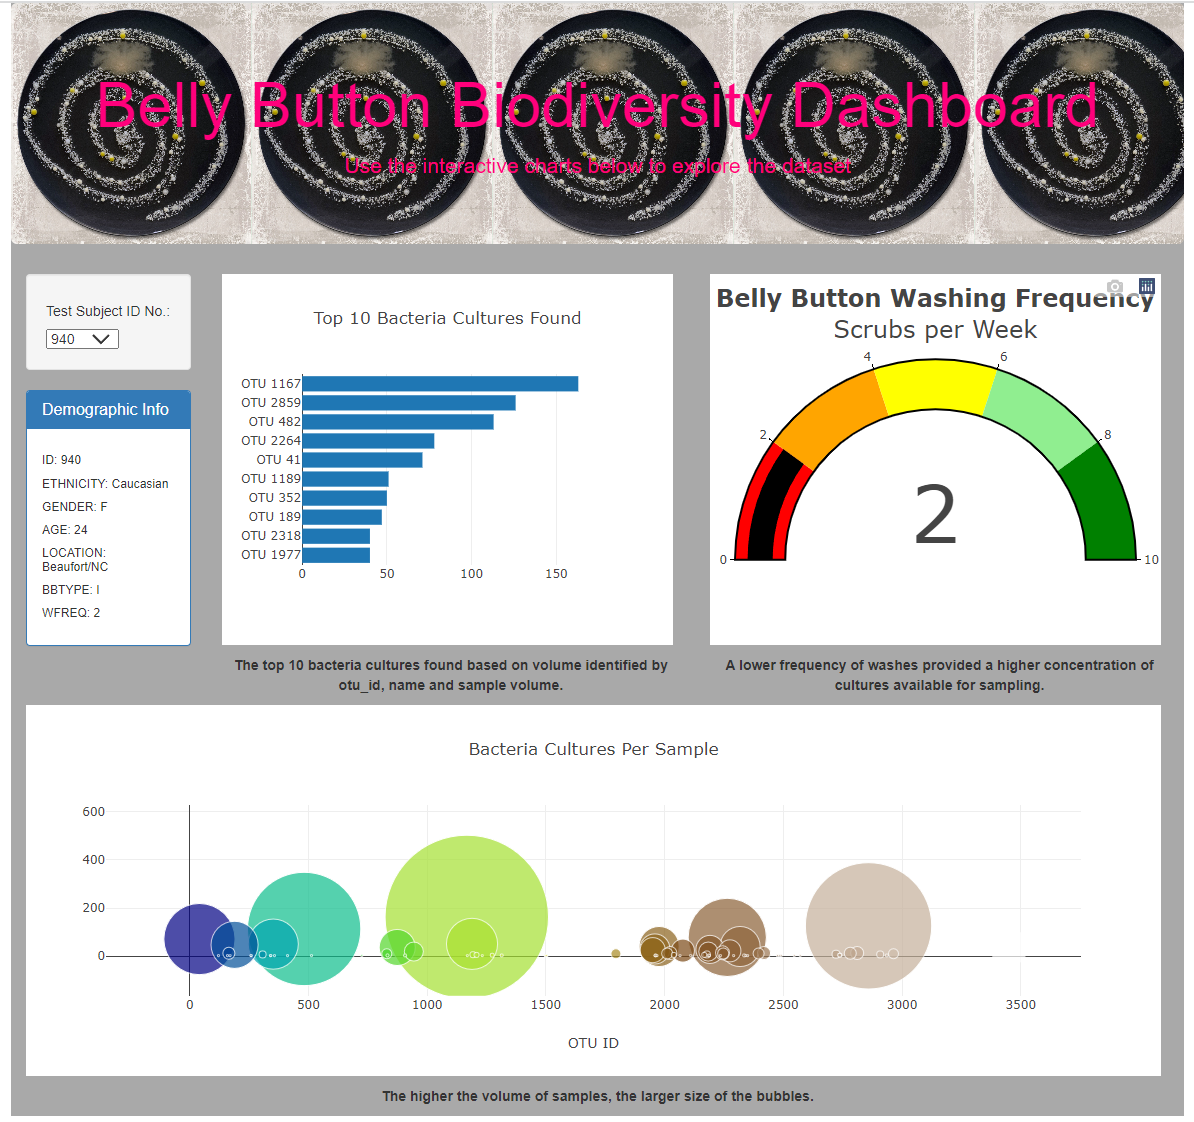 Belly Button Biodiversity Dashboard
Use the interactive charts below to explore the dataset
Test Subject ID No.:
940
Demographic Info
ID: 940
ETHNICITY: Caucasian
GENDER: F
AGE: 24
LOCATION:
Beaufort/NC
BBTYPE: I
WFREQ: 2
Top 10 Bacteria Cultures Found
OTU 1167
OTU 2859
OTU 482
OTU 2264
OTU 41
OTU 1189
OTU 352
OTU 189
OTU 2318
OTU 1977
0 50 100 150
The top 10 bacteria cultures found based on volume identified by
otu_id, name and sample volume.
Belly Button Washing Frequency
Scrubs per Week
0 2 4 6 8 10
2
A lower frequency of washes provided a higher concentration of
cultures available for sampling.
Bacteria Cultures Per Sample
600
400
200
0
0 500 1000 1500 2000 2500 3000 3500
OTU ID
The higher the volume of samples, the larger size of the bubbles.